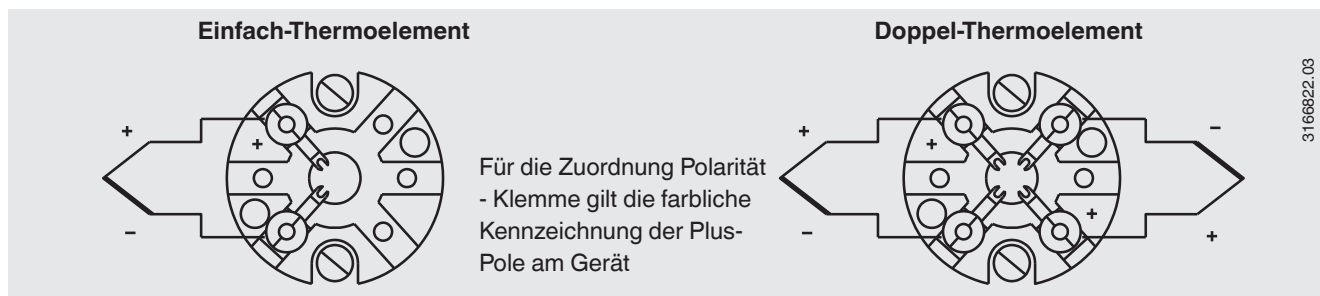 Einfach-Thermoelement
+
+
–
Für die Zuordnung Polarität
- Klemme gilt die farbliche
Kennzeichnung der Plus-
Pole am Gerät
Doppel-Thermoelement
+
+
–
–
+
+
3166822.03